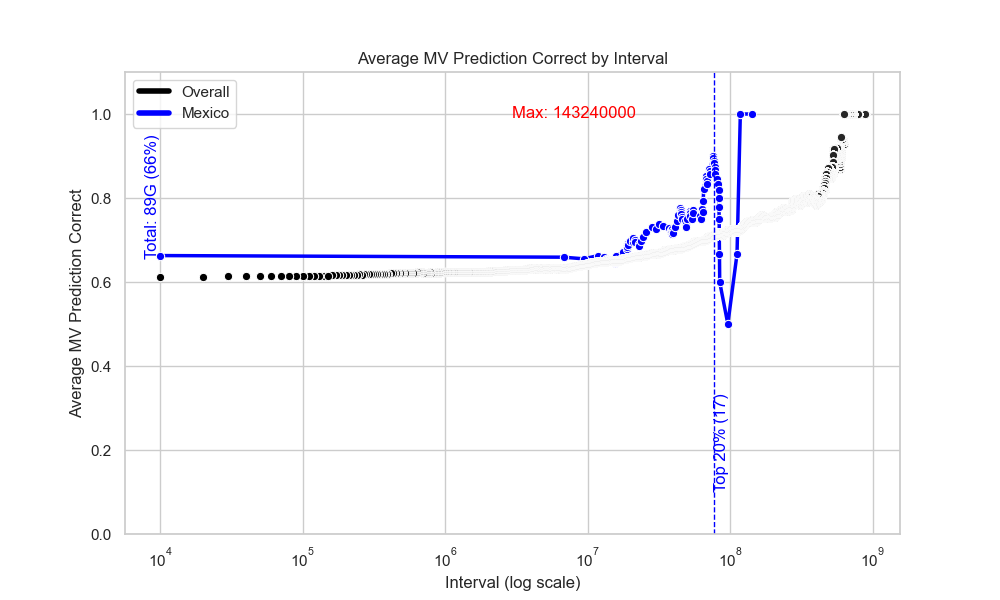 Average MV Prediction Correct by Interval
Overall
Mexico
Max: 143240000
Total: 89G (66%)
Top 20% (17)
Average MV Prediction Correct
1.0
0.8
0.6
0.4
0.2
0.0
10^4 10^5 10^6 10^7 10^8 10^9
Interval (log scale)